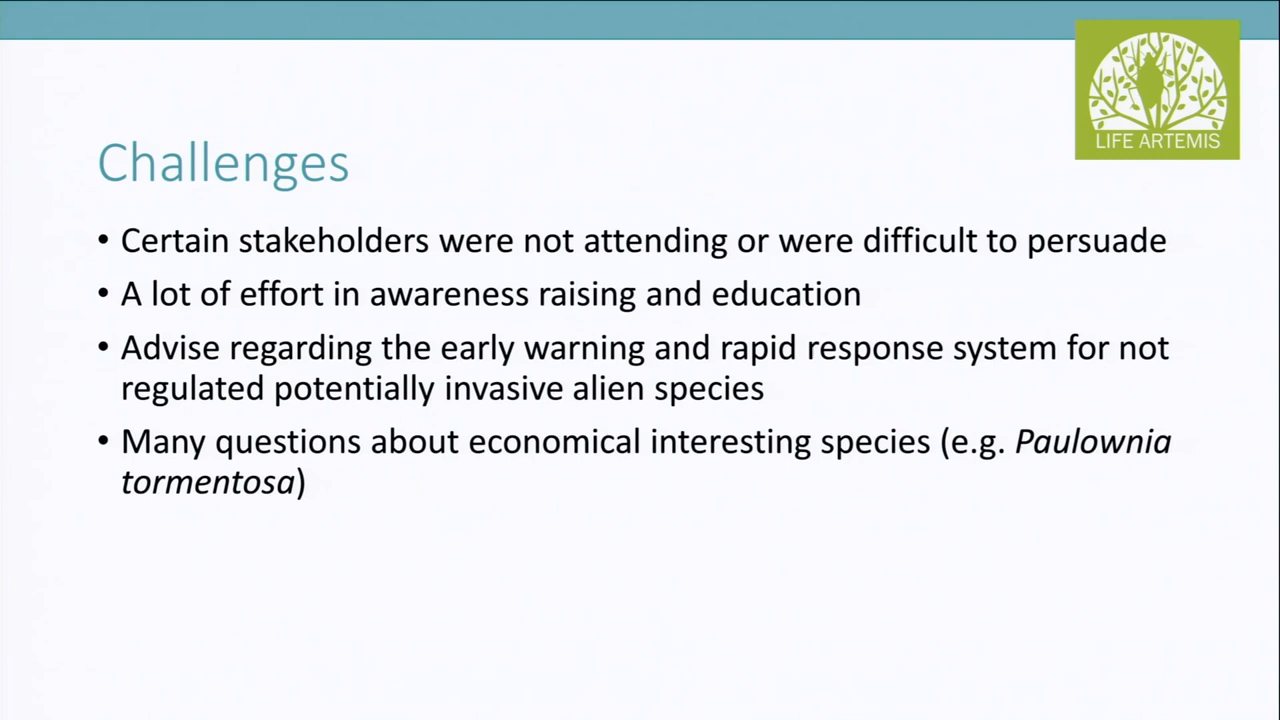 LIFE ARTEMIS
Challenges
• Certain stakeholders were not attending or were difficult to persuade
• A lot of effort in awareness raising and education
• Advise regarding the early warning and rapid response system for not
regulated potentially invasive alien species
• Many questions about economical interesting species (e.g. Paulownia
tormentosa)